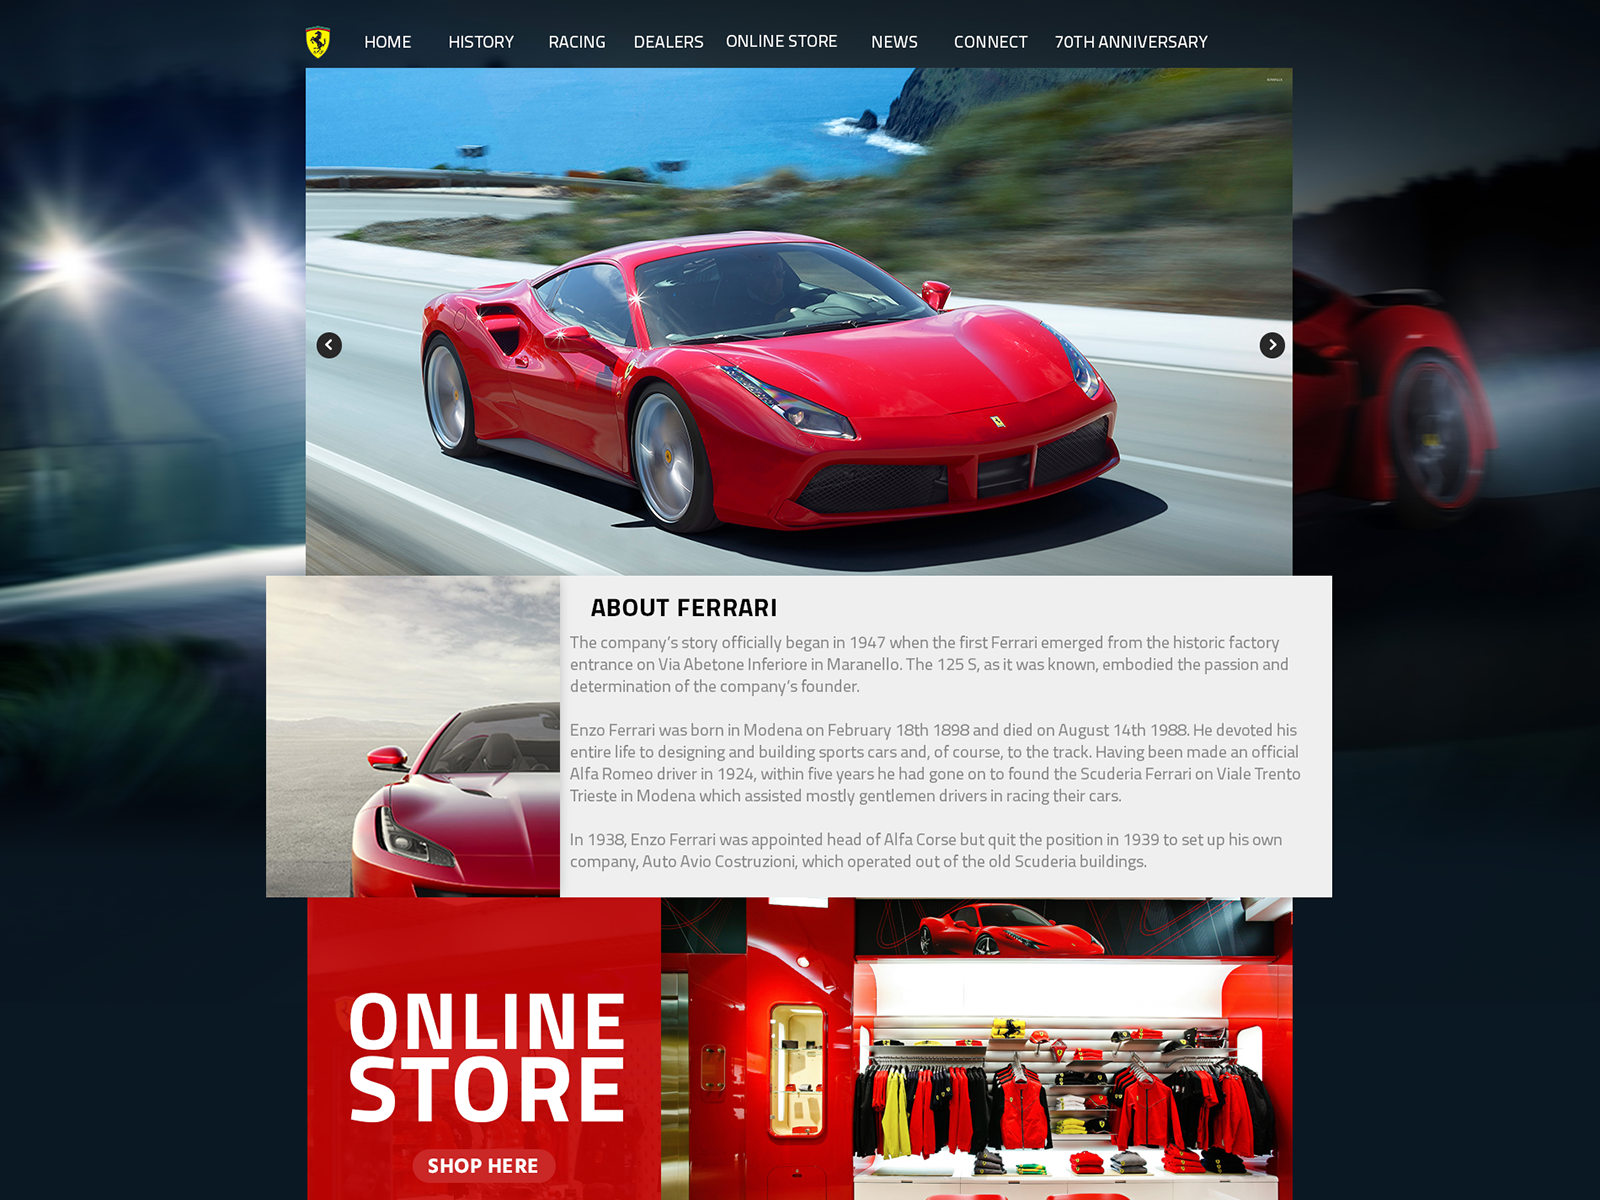 HOME HISTORY RACING DEALERS ONLINE STORE NEWS CONNECT 70TH ANNIVERSARY
ABOUT FERRARI
The company's story officially began in 1947 when the first Ferrari emerged from the historic factory
entrance on Via Abetone Inferiore in Maranello. The 125 S, as it was known, embodied the passion and
determination of the company's founder.
Enzo Ferrari was born in Modena on February 18th 1898 and died on August 14th 1988. He devoted his
entire life to designing and building sports cars and, of course, to the track. Having been made an official
Alfa Romeo driver in 1924, within five years he had gone on to found the Scuderia Ferrari on Viale Trento
Trieste in Modena which assisted mostly gentlemen drivers in racing their cars.
In 1938, Enzo Ferrari was appointed head of Alfa Corse but quit the position in 1939 to set up his own
company, Auto Avio Costruzioni, which operated out of the old Scuderia buildings.
ONLINE
STORE
SHOP HERE